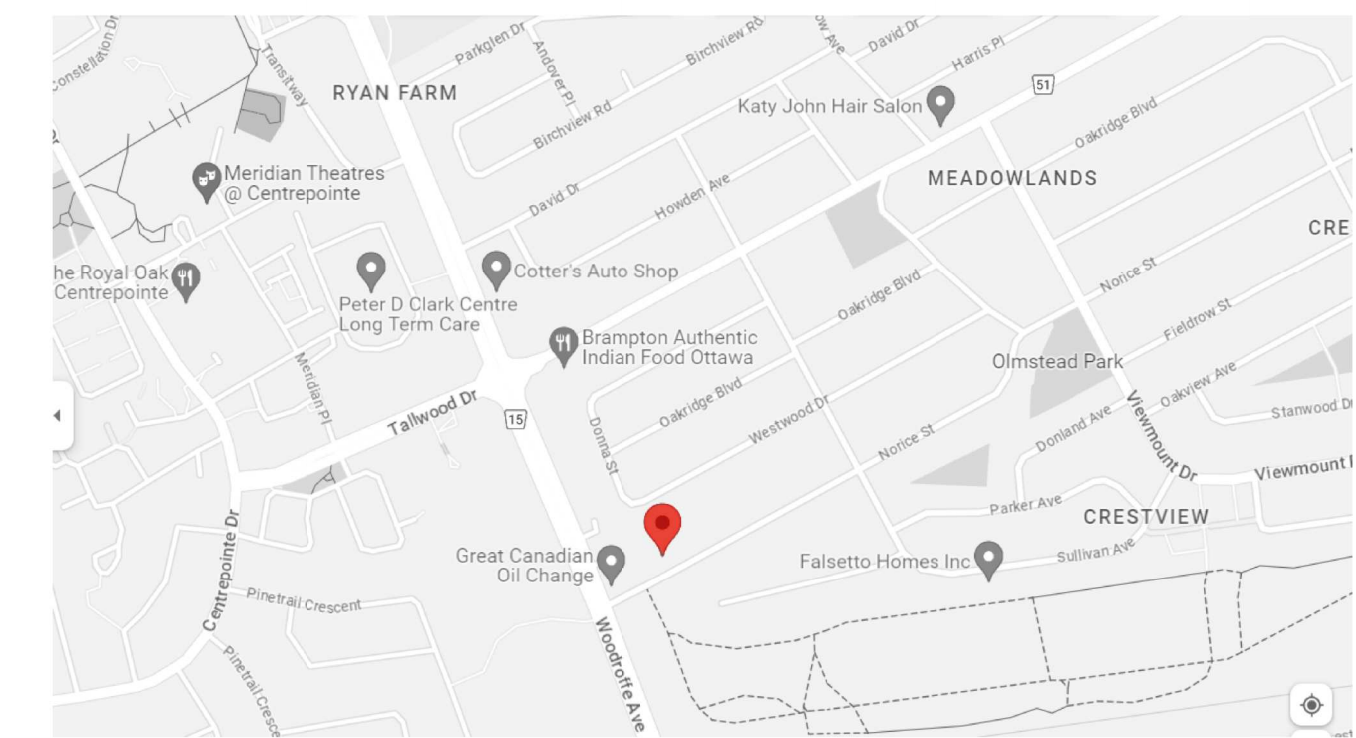 Constellation Dr
Transitway
RYAN FARM
Parkglen Dr
Andover Pl
Birchview Rd
David Dr
Harris Pl
51
Katy John Hair Salon
Oakridge Blvd
Birchview Rd
Meridian Theatres
@ Centrepointe
MEADOWLANDS
David Dr
Howden Ave
CRE
he Royal Oak
Centrepointe
Cotter's Auto Shop
Norice St
Peter D Clark Centre
Long Term Care
Oakridge Blvd
Fieldrow St
Brampton Authentic
Indian Food Ottawa
Olmstead Park
Meridian Pl
Tallwood Dr
15
Oakridge Blvd
Westwood Dr
Oakview Ave
Stanwood Dr
Donna St
Norice St
Donland Ave
Viewmount Dr
Viewmount
Parker Ave
CRESTVIEW
Great Canadian
Oil Change
Falsetto Homes Inc
Sullivan Ave
Centrepointe Dr
Pinetrail Crescent
Woodroffe Ave
Pinetrail Cresce